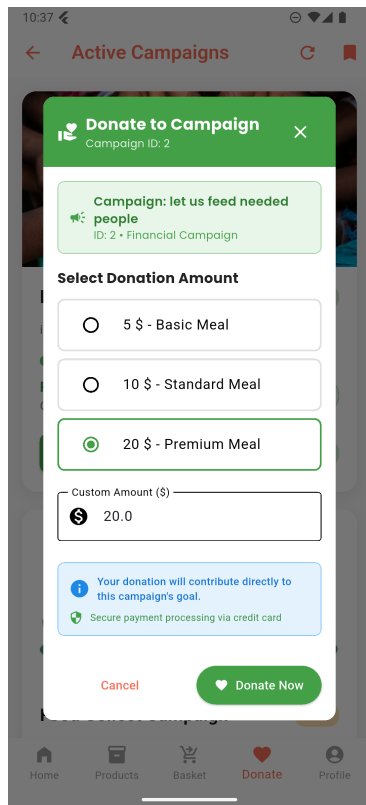 10:37
Active Campaigns
Donate to Campaign
Campaign ID: 2
Campaign: let us feed needed
people
ID: 2 • Financial Campaign
Select Donation Amount
5 $ - Basic Meal
10 $ - Standard Meal
20 $ - Premium Meal
Custom Amount ($)
20.0
Your donation will contribute directly to
this campaign's goal.
Secure payment processing via credit card
Cancel
Donate Now
Home
Products
Basket
Donate
Profile